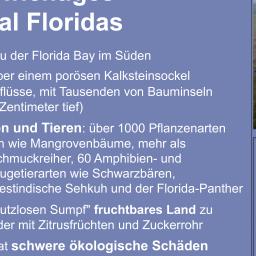 al Floridas
u der Florida Bay im Süden
ber einem porösen Kalksteinsockel
flüsse, mit Tausenden von Bauminseln
Zentimeter tief)
en und Tieren: über 1000 Pflanzenarten
n wie Mangrovenbäume, mehr als
chmuckreiher, 60 Amphibien- und
ugetierarten wie Schwarzbären,
estindische Sehkuh und der Florida-Panther
utzlosen Sumpf" fruchtbares Land zu
der mit Zitrusfrüchten und Zuckerrohr
at schwere ökologische Schäden